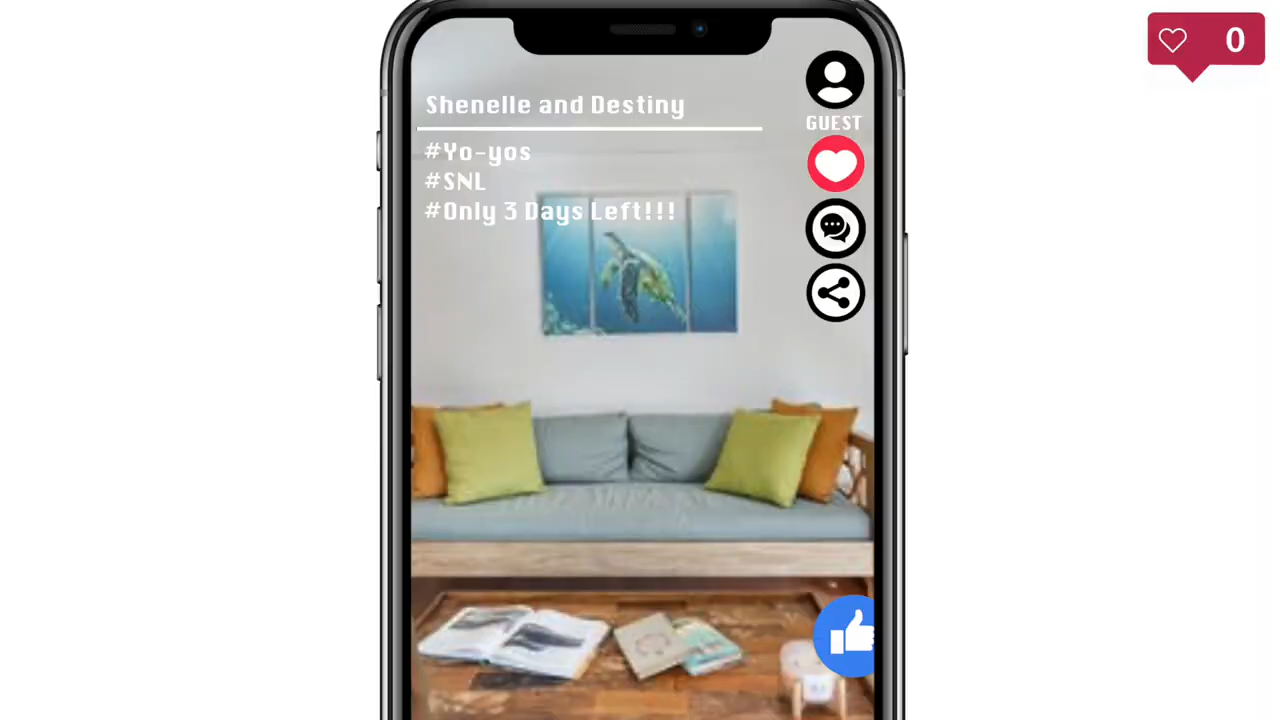 0
Shenelle and Destiny
GUEST
#Yo-yos
#SNL
#Only 3 Days Left!!!